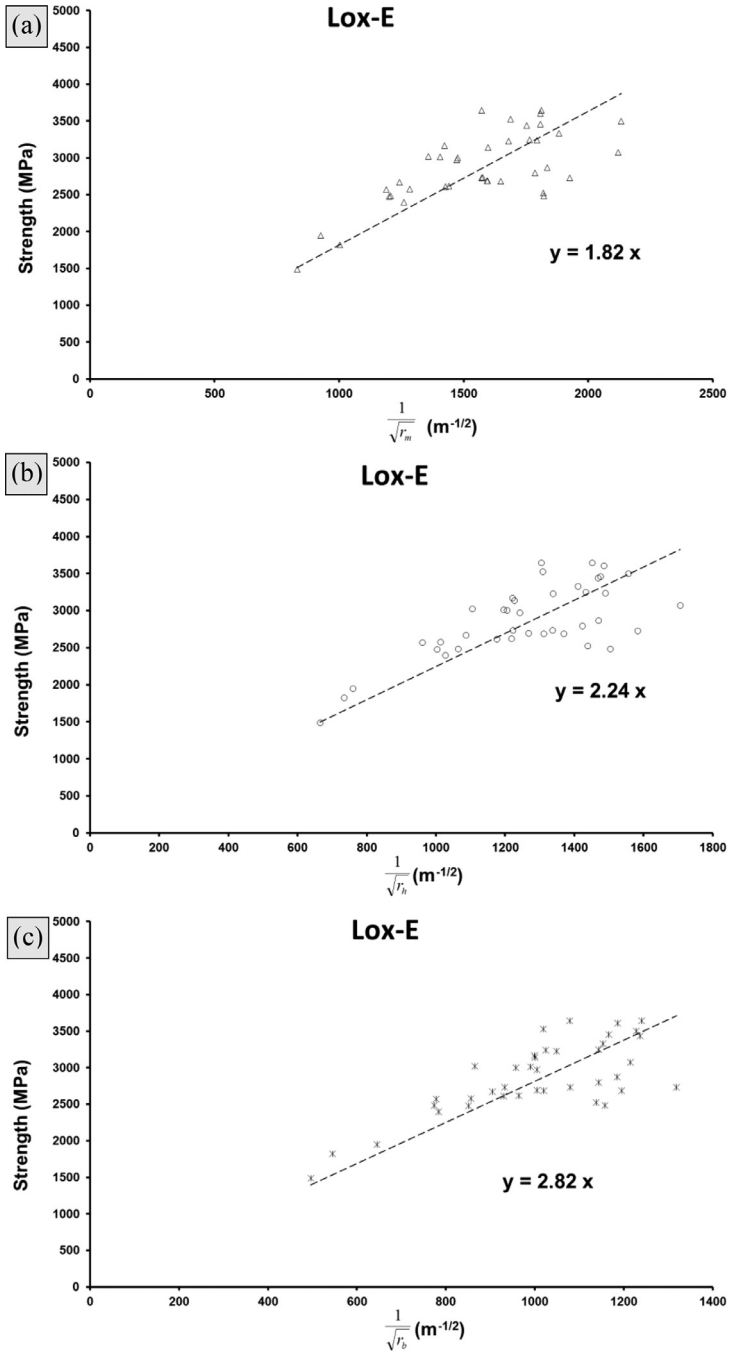 (a)
Lox-E
5000
4500
4000
3500
3000
2500
2000
1500
1000
500
0
Strength (MPa)
y = 1.82 x
0 500 1000 1500 2000 2500
1/√r_m (m^-1/2)
(b)
Lox-E
5000
4500
4000
3500
3000
2500
2000
1500
1000
500
0
Strength (MPa)
y = 2.24 x
0 200 400 600 800 1000 1200 1400 1600 1800
1/√r_h (m^-1/2)
(c)
Lox-E
5000
4500
4000
3500
3000
2500
2000
1500
1000
500
0
Strength (MPa)
y = 2.82 x
0 200 400 600 800 1000 1200 1400
1/√r_b (m^-1/2)